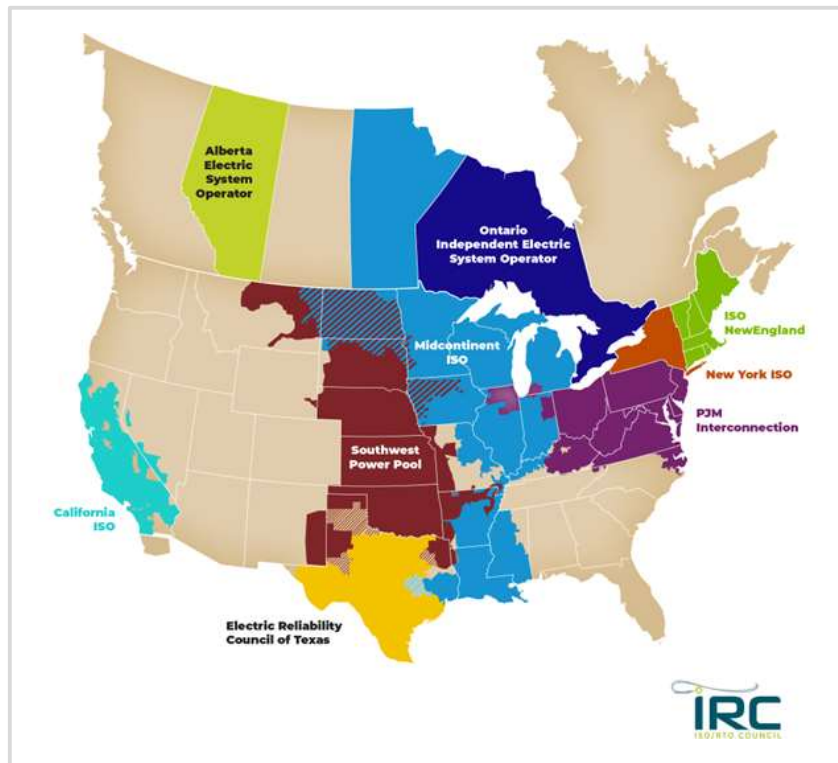 Alberta
Electric
System
Operator
Ontario
Independent Electric
System Operator
ISO
NewEngland
Midcontinent
ISO
New York ISO
PJM
Interconnection
Southwest
Power Pool
California
ISO
Electric Reliability
Council of Texas
IRC
ISO/RTO COUNCIL